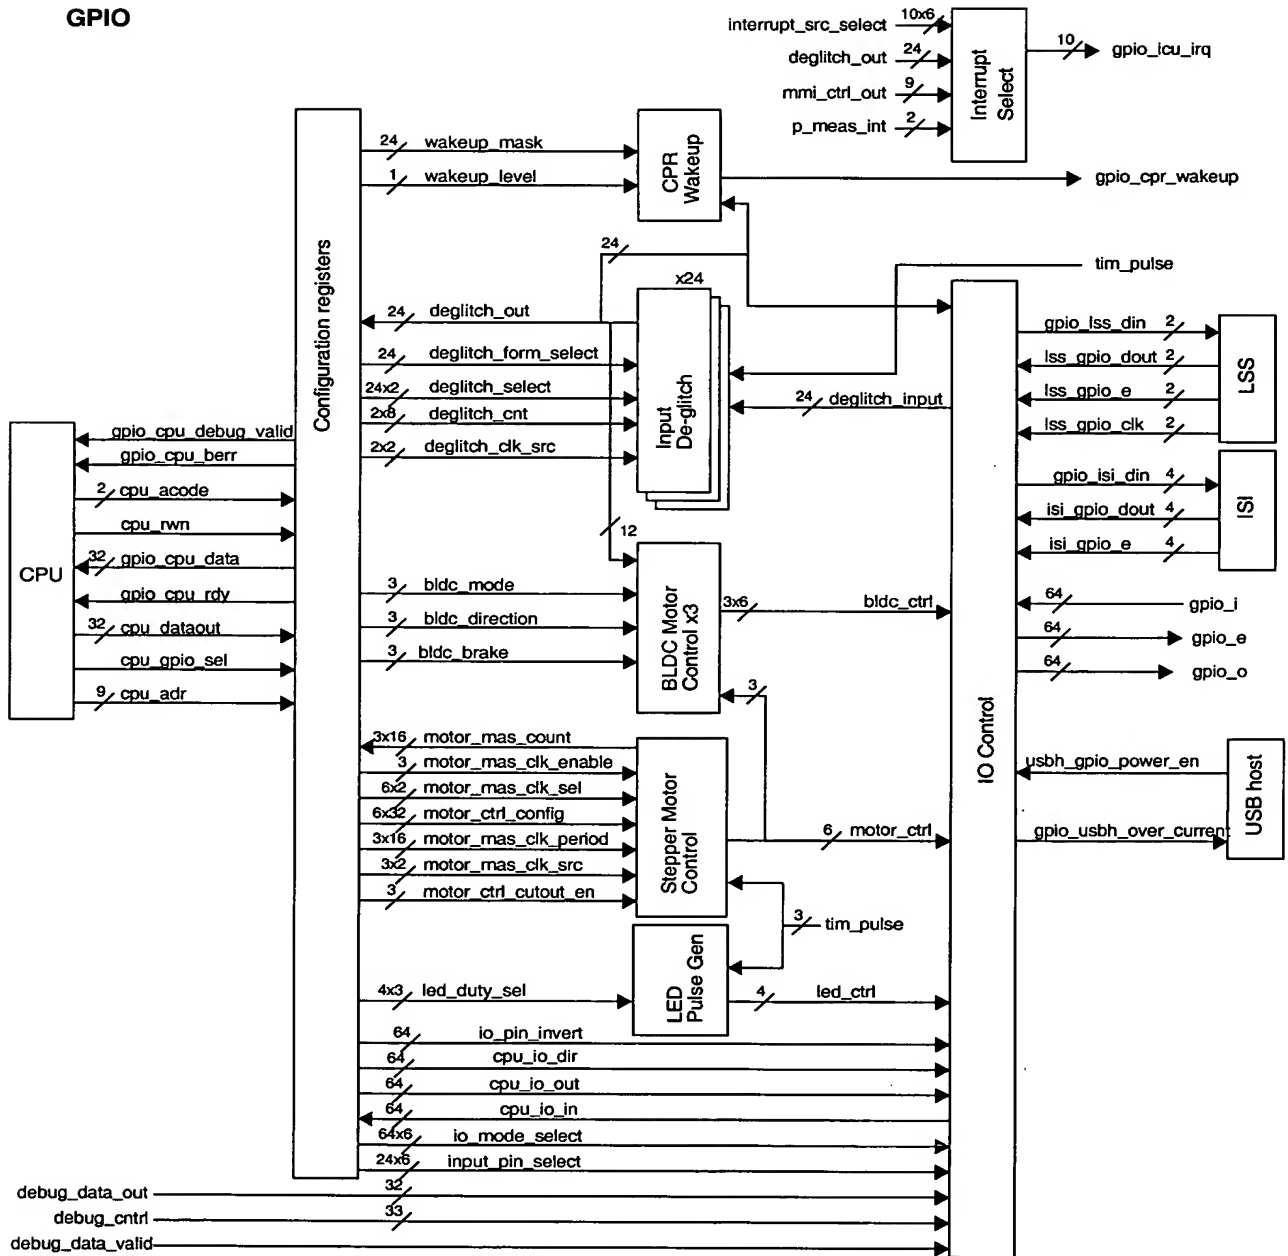 GPIO
interrupt_src_select 10x6
deglitch_out 24
mmi_ctrl_out 9
p_meas_int 2
Interrupt
Select
10 gpio_icu_irq
Configuration registers
24 wakeup_mask
1 wakeup_level
CPR
Wakeup
gpio_cpr_wakeup
24
x24
tim_pulse
24 deglitch_out
24 deglitch_form_select
24x2 deglitch_select
2x8 deglitch_cnt
2x2 deglitch_clk_src
Input
De-glitch
24 deglitch_input
12
CPU
gpio_cpu_debug_valid
gpio_cpu_berr
2 cpu_acode
cpu_rwn
32 gpio_cpu_data
gpio_cpu_rdy
32 cpu_dataout
cpu_gpio_sel
9 cpu_adr
3 bldc_mode
3 bldc_direction
3 bldc_brake
BLDC Motor
Control x3
3x6 bldc_ctrl
3
3x16 motor_mas_count
3 motor_mas_clk_enable
6x2 motor_mas_clk_sel
6x32 motor_ctrl_config
3x16 motor_mas_clk_period
3x2 motor_mas_clk_src
3 motor_ctrl_cutout_en
Stepper Motor
Control
6 motor_ctrl
3 tim_pulse
4x3 led_duty_sel
LED
Pulse Gen
4 led_ctrl
64 io_pin_invert
64 cpu_io_dir
64 cpu_io_out
64 cpu_io_in
64x6 io_mode_select
24x6 input_pin_select
debug_data_out 32
debug_cntrl 33
debug_data_valid
IO Control
gpio_lss_din 2
lss_gpio_dout 2
lss_gpio_e 2
lss_gpio_clk 2
LSS
gpio_isi_din 4
isi_gpio_dout 4
isi_gpio_e 4
ISI
64 gpio_i
64 gpio_e
64 gpio_o
usbh_gpio_power_en
gpio_usbh_over_current
USB host